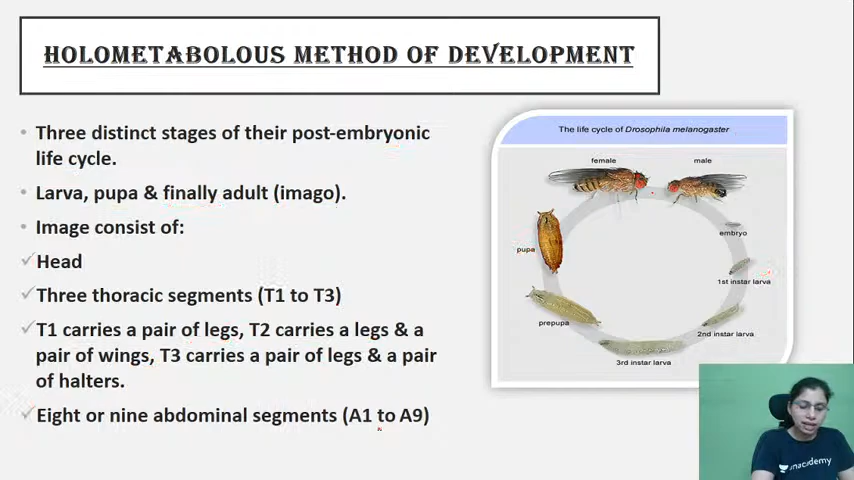 HOLOMETABOLOUS METHOD OF DEVELOPMENT
Three distinct stages of their post-embryonic
life cycle.
Larva, pupa & finally adult (imago).
Image consist of:
Head
Three thoracic segments (T1 to T3)
T1 carries a pair of legs, T2 carries a legs & a
pair of wings, T3 carries a pair of legs & a pair
of halters.
Eight or nine abdominal segments (A1 to A9)
The life cycle of Drosophila melanogaster
female
male
embryo
1st instar larva
2nd instar larva
3rd instar larva
prepupa
pupa
unacademy